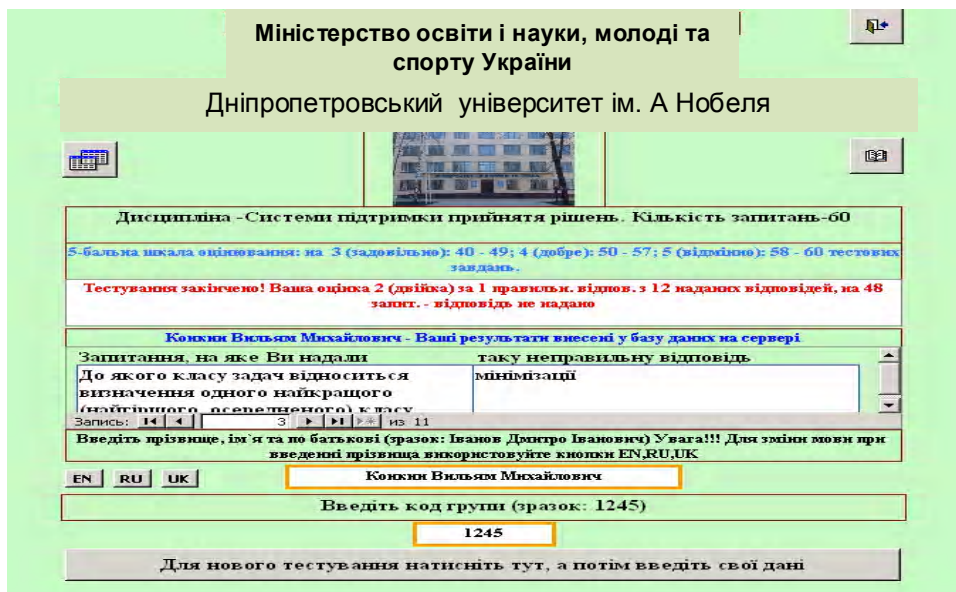 Міністерство освіти і науки, молоді та
спорту України
Дніпропетровський університет ім. А Нобеля
Дисципліна -Системи підтримки прийнятя рішень. Кількість запитань-60
5-бальна шкала оцінювання: на 3 (задовільно): 40 - 49; 4 (добре): 50 - 57; 5 (відмінно): 58 - 60 тестових
завдань.
Тестування закінчено! Ваша оцінка 2 (двійка) за 1 правильн. відпов. з 12 наданих відповідей, на 48
запит. - відповідь не надано
Конкин Вильям Михайлович - Ваші результати внесені у базу даних на сервері
Запитання, на яке Ви надали таку неправильну відповідь
До якого класу задач відноситься мінімізації
визначення одного найкращого
(найгіршого, осередненого) класу
Запись: 3 из 11
Введіть прізвище, ім`я та по батькові (зразок: Іванов Дмитро Іванович) Увага!!! Для зміни мови при
введенні прізвища використовуйте кнопки EN,RU,UK
EN RU UK Конкин Вильям Михайлович
Введіть код групи (зразок: 1245)
1245
Для нового тестування натисніть тут, а потім введіть свої дані